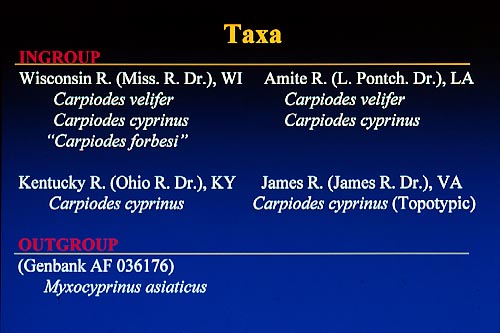 Taxa
INGROUP
Wisconsin R. (Miss. R. Dr.), WI
Carpiodes velifer
Carpiodes cyprinus
“Carpiodes forbesi”
Amite R. (L. Pontch. Dr.), LA
Carpiodes velifer
Carpiodes cyprinus
Kentucky R. (Ohio R. Dr.), KY
Carpiodes cyprinus
James R. (James R. Dr.), VA
Carpiodes cyprinus (Topotypic)
OUTGROUP
(Genbank AF 036176)
Myxocyprinus asiaticus